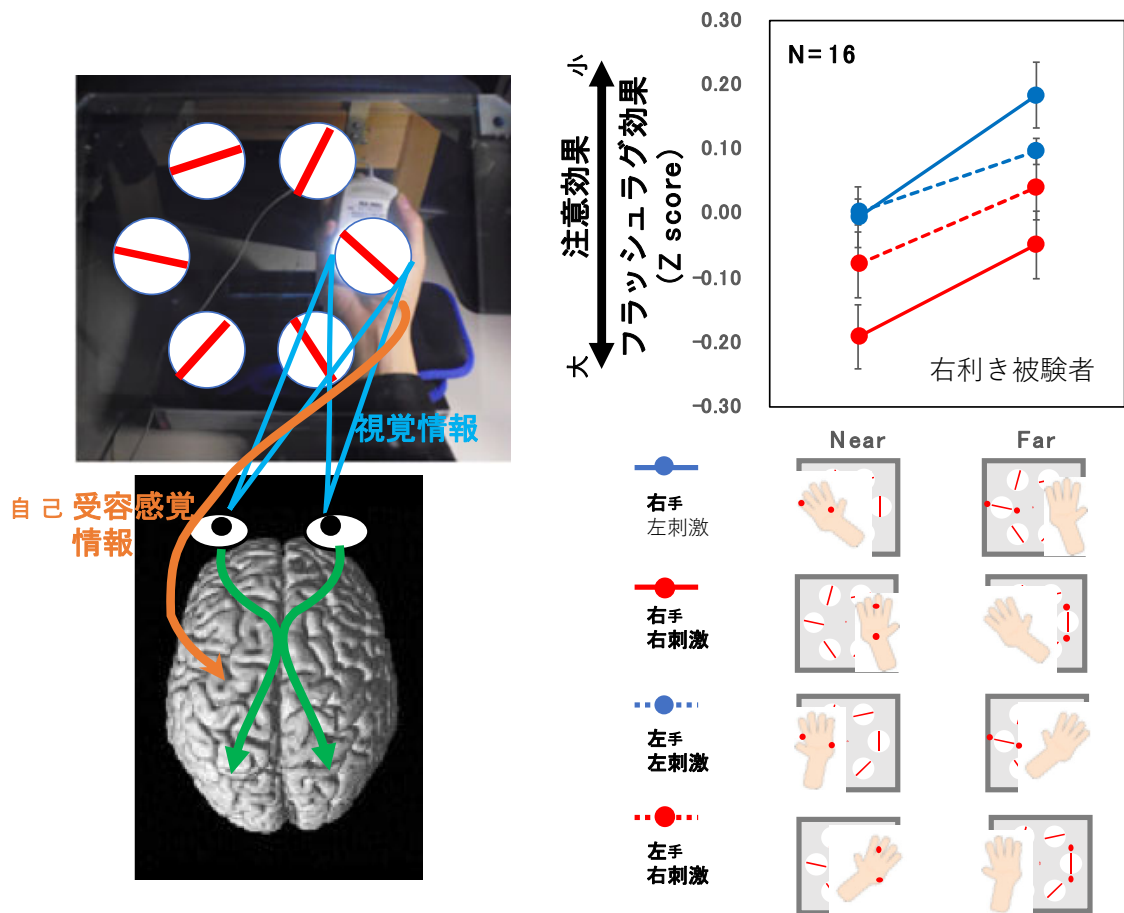 視覚情報
自己 受容感覚
情報
小
大
注意効果
フラッシュラグ効果
(Z score)
0.30
0.20
0.10
0.00
-0.10
-0.20
-0.30
N= 16
右利き被験者
Near
Far
右手
左刺激
右手
右刺激
左手
左刺激
左手
右刺激